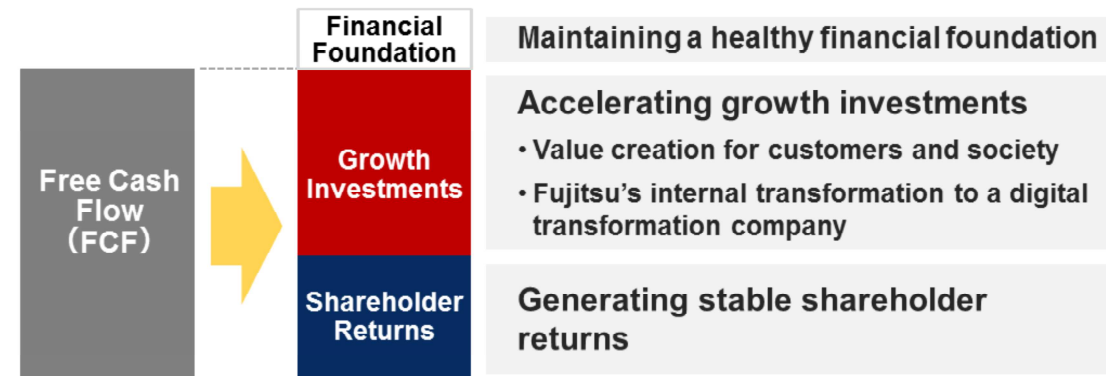 Financial
Foundation
Maintaining a healthy financial foundation
Free Cash
Flow
（FCF）
Growth
Investments
Accelerating growth investments
・Value creation for customers and society
・Fujitsu’s internal transformation to a digital
transformation company
Shareholder
Returns
Generating stable shareholder
returns